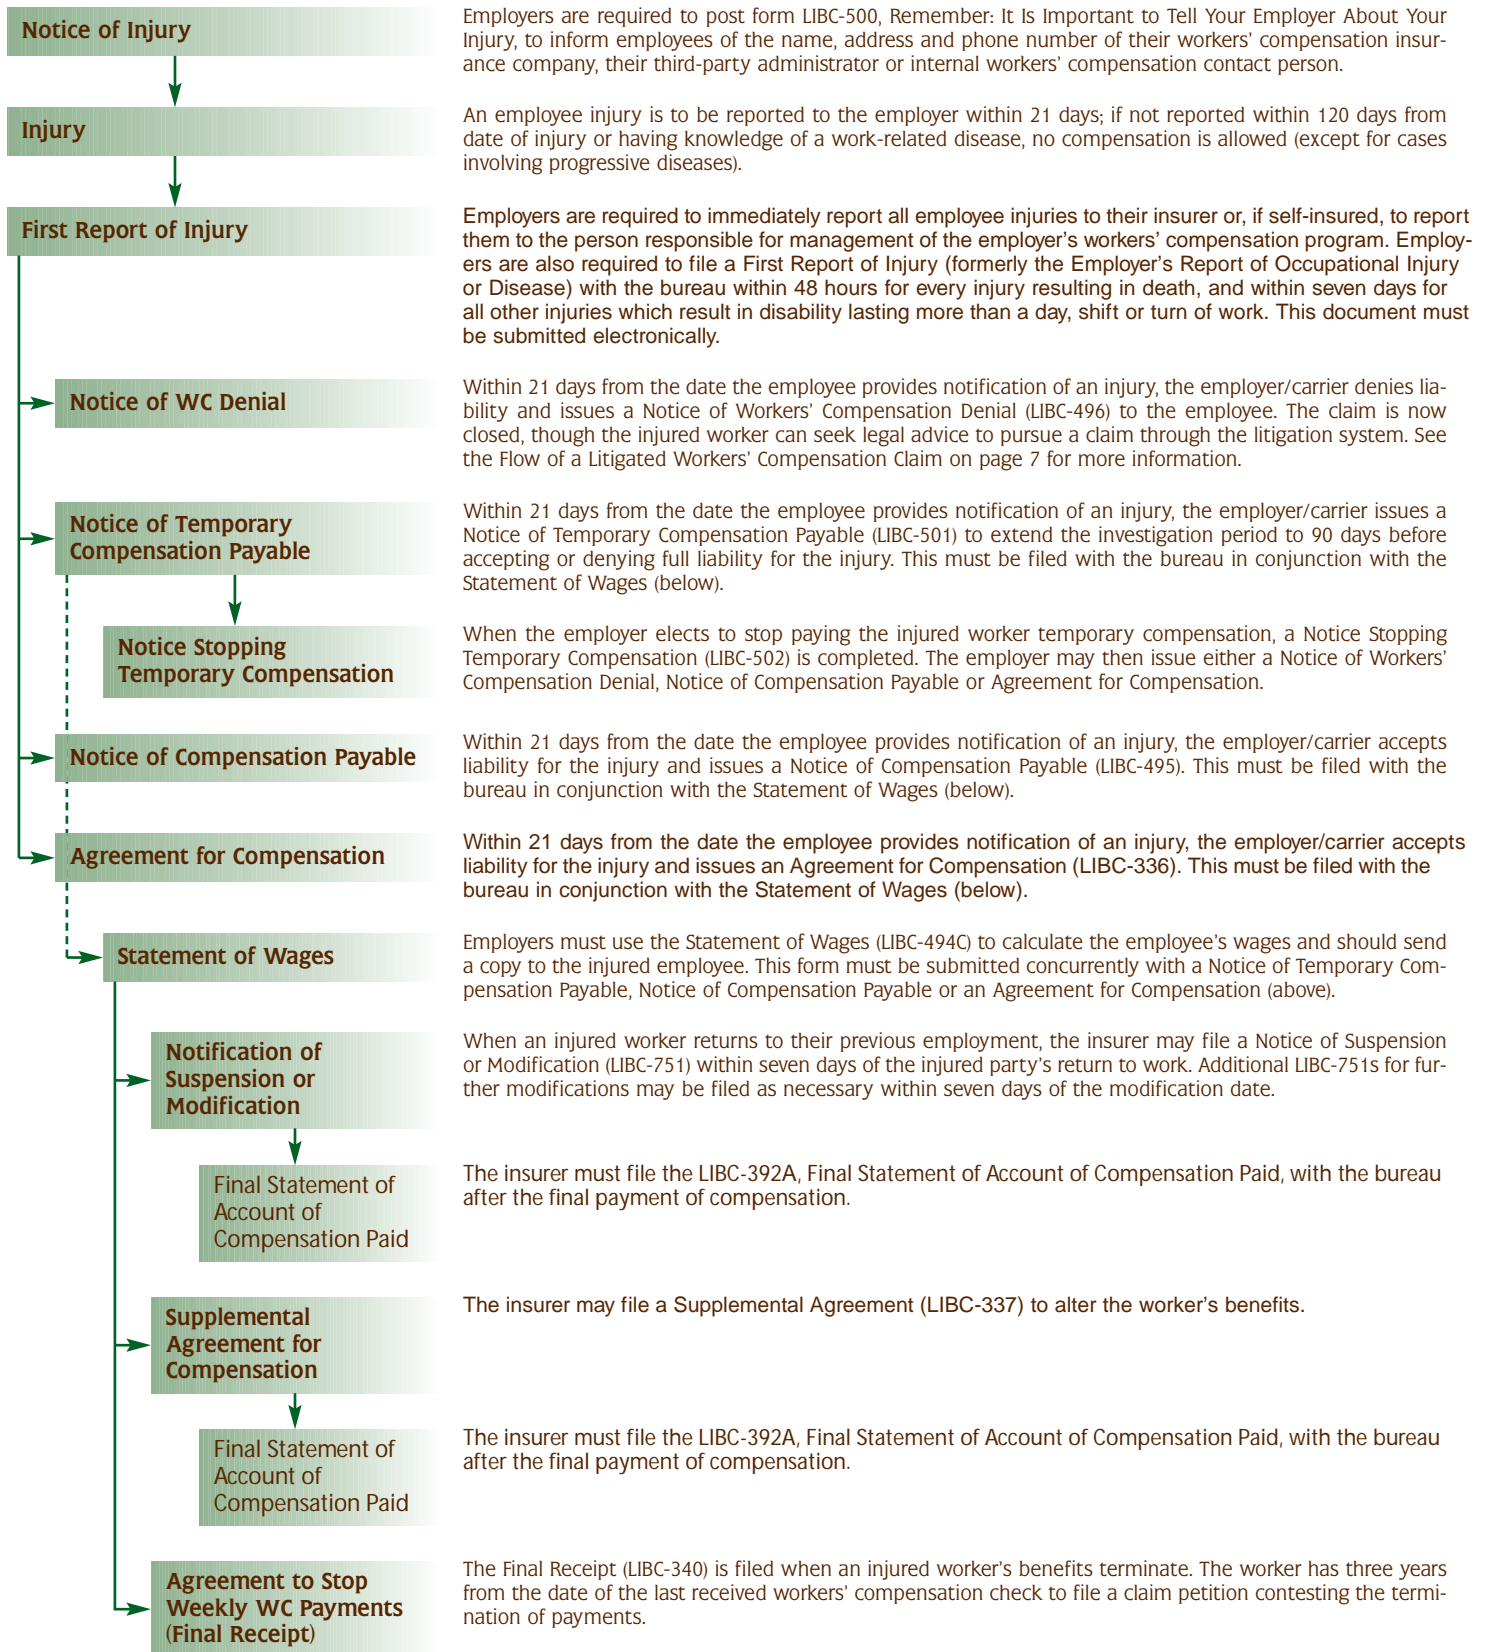 Notice of Injury
Employers are required to post form LIBC-500, Remember: It Is Important to Tell Your Employer About Your
Injury, to inform employees of the name, address and phone number of their workers' compensation insur-
ance company, their third-party administrator or internal workers' compensation contact person.
Injury
An employee injury is to be reported to the employer within 21 days; if not reported within 120 days from
date of injury or having knowledge of a work-related disease, no compensation is allowed (except for cases
involving progressive diseases).
First Report of Injury
Employers are required to immediately report all employee injuries to their insurer or, if self-insured, to report
them to the person responsible for management of the employer's workers' compensation program. Employ-
ers are also required to file a First Report of Injury (formerly the Employer's Report of Occupational Injury
or Disease) with the bureau within 48 hours for every injury resulting in death, and within seven days for
all other injuries which result in disability lasting more than a day, shift or turn of work. This document must
be submitted electronically.
Notice of WC Denial
Within 21 days from the date the employee provides notification of an injury, the employer/carrier denies lia-
bility and issues a Notice of Workers' Compensation Denial (LIBC-496) to the employee. The claim is now
closed, though the injured worker can seek legal advice to pursue a claim through the litigation system. See
the Flow of a Litigated Workers' Compensation Claim on page 7 for more information.
Notice of Temporary
Compensation Payable
Within 21 days from the date the employee provides notification of an injury, the employer/carrier issues a
Notice of Temporary Compensation Payable (LIBC-501) to extend the investigation period to 90 days before
accepting or denying full liability for the injury. This must be filed with the bureau in conjunction with the
Statement of Wages (below).
Notice Stopping
Temporary Compensation
When the employer elects to stop paying the injured worker temporary compensation, a Notice Stopping
Temporary Compensation (LIBC-502) is completed. The employer may then issue either a Notice of Workers'
Compensation Denial, Notice of Compensation Payable or Agreement for Compensation.
Notice of Compensation Payable
Within 21 days from the date the employee provides notification of an injury, the employer/carrier accepts
liability for the injury and issues a Notice of Compensation Payable (LIBC-495). This must be filed with the
bureau in conjunction with the Statement of Wages (below).
Agreement for Compensation
Within 21 days from the date the employee provides notification of an injury, the employer/carrier accepts
liability for the injury and issues an Agreement for Compensation (LIBC-336). This must be filed with the
bureau in conjunction with the Statement of Wages (below).
Statement of Wages
Employers must use the Statement of Wages (LIBC-494C) to calculate the employee's wages and should send
a copy to the injured employee. This form must be submitted concurrently with a Notice of Temporary Com-
pensation Payable, Notice of Compensation Payable or an Agreement for Compensation (above).
Notification of
Suspension or
Modification
When an injured worker returns to their previous employment, the insurer may file a Notice of Suspension
or Modification (LIBC-751) within seven days of the injured party's return to work. Additional LIBC-751s for fur-
ther modifications may be filed as necessary within seven days of the modification date.
Final Statement of
Account of
Compensation Paid
The insurer must file the LIBC-392A, Final Statement of Account of Compensation Paid, with the bureau
after the final payment of compensation.
Supplemental
Agreement for
Compensation
The insurer may file a Supplemental Agreement (LIBC-337) to alter the worker's benefits.
Final Statement of
Account of
Compensation Paid
The insurer must file the LIBC-392A, Final Statement of Account of Compensation Paid, with the bureau
after the final payment of compensation.
Agreement to Stop
Weekly WC Payments
(Final Receipt)
The Final Receipt (LIBC-340) is filed when an injured worker's benefits terminate. The worker has three years
from the date of the last received workers' compensation check to file a claim petition contesting the termi-
nation of payments.